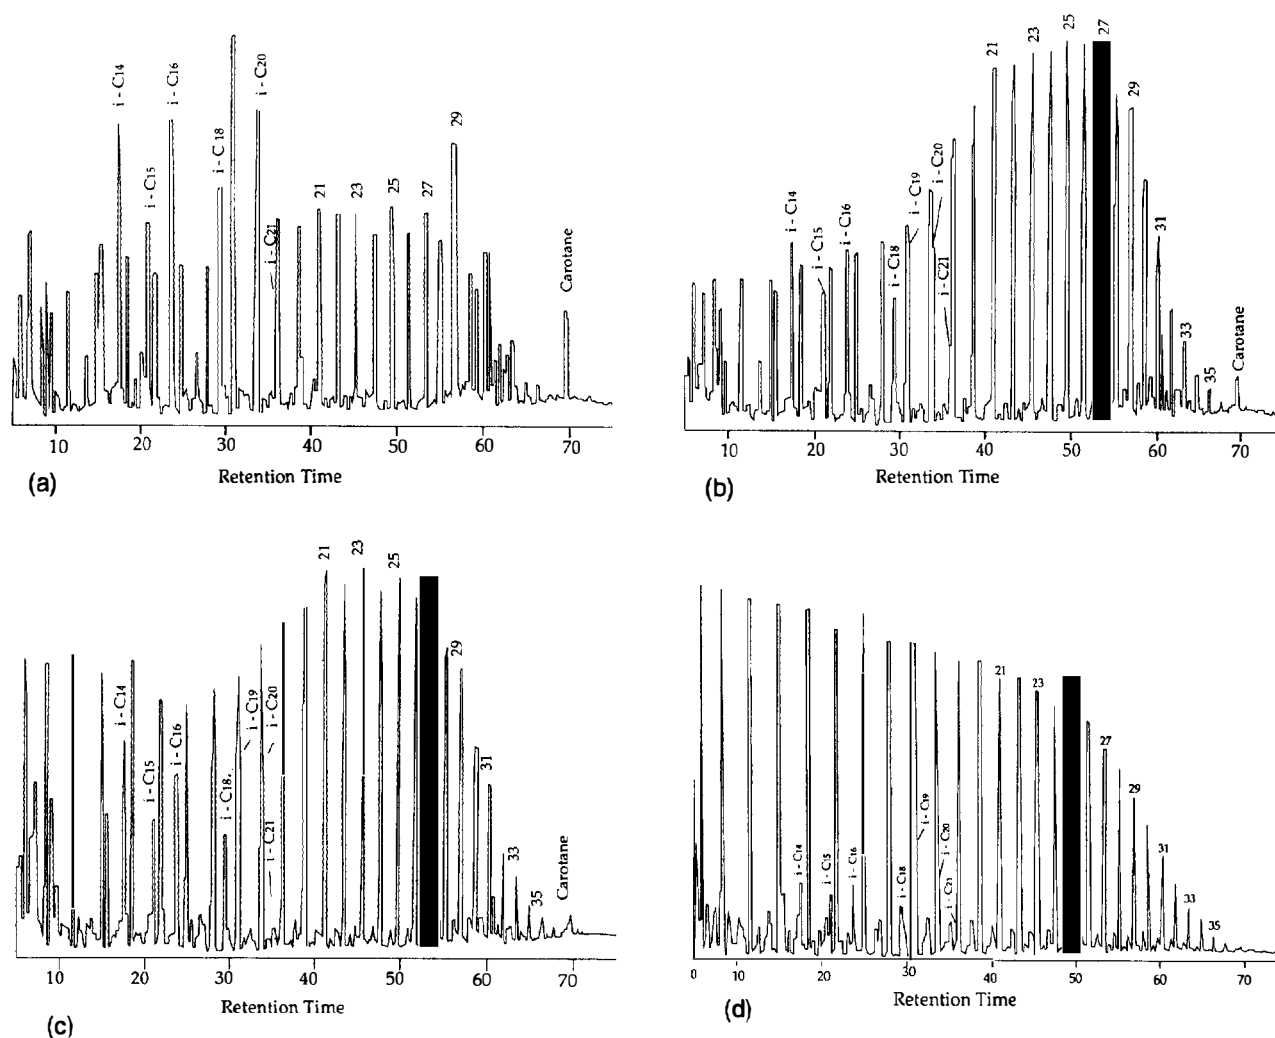 i - C14
i - C15
i - C16
i - C18
i - C20
i - C21
21
23
25
27
29
Carotane
10
20
30
40
50
60
70
Retention Time
(a)
i - C14
i - C15
i - C16
i - C18
i - C19
i - C20
i - C21
21
23
25
27
29
31
33
35
Carotane
10
20
30
40
50
60
70
Retention Time
(b)
i - C14
i - C15
i - C16
i - C18.
i - C19
i - C20
i - C21
21
23
25
29
31
33
35
Carotane
10
20
30
40
50
60
70
Retention Time
(c)
i - C14
i - C15
i - C16
i - C18
i - C19
i - C20
i - C21
21
23
27
29
31
33
35
0
10
20
30
40
50
60
70
Retention Time
(d)